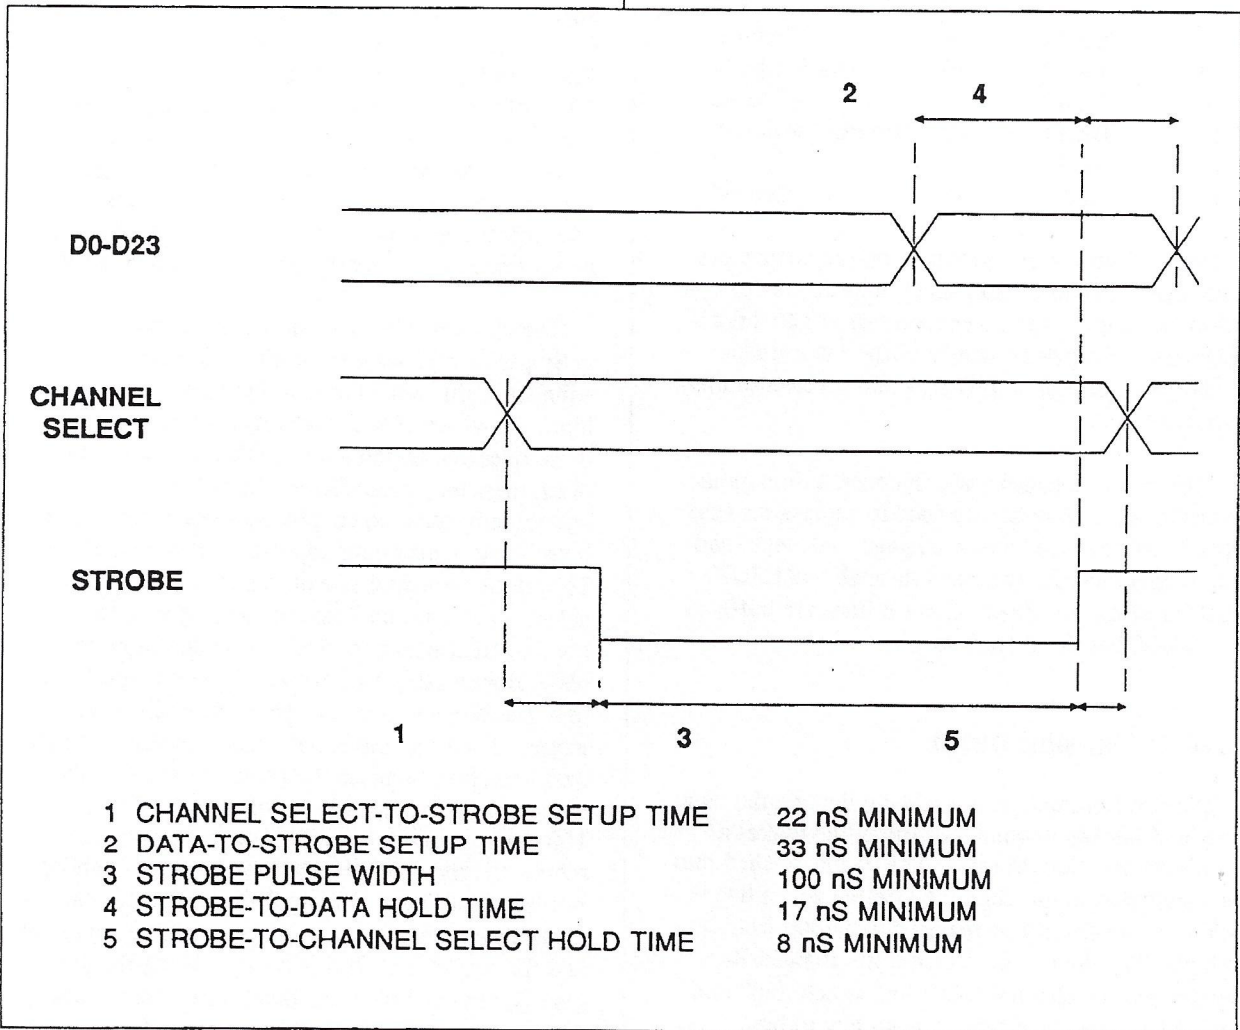 2 4
D0-D23
CHANNEL
SELECT
STROBE
1 3 5
1 CHANNEL SELECT-TO-STROBE SETUP TIME 22 nS MINIMUM
2 DATA-TO-STROBE SETUP TIME 33 nS MINIMUM
3 STROBE PULSE WIDTH 100 nS MINIMUM
4 STROBE-TO-DATA HOLD TIME 17 nS MINIMUM
5 STROBE-TO-CHANNEL SELECT HOLD TIME 8 nS MINIMUM